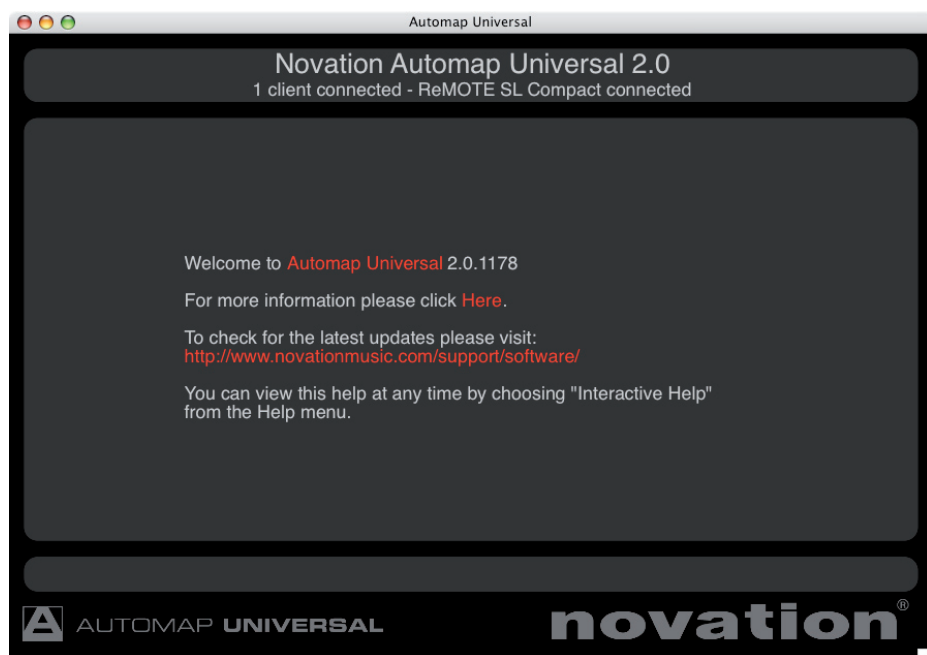 Automap Universal
Novation Automap Universal 2.0
1 client connected - ReMOTE SL Compact connected
Welcome to Automap Universal 2.0.1178
For more information please click Here.
To check for the latest updates please visit:
http://www.novationmusic.com/support/software/
You can view this help at any time by choosing "Interactive Help"
from the Help menu.
A AUTOMAP UNIVERSAL
novation®